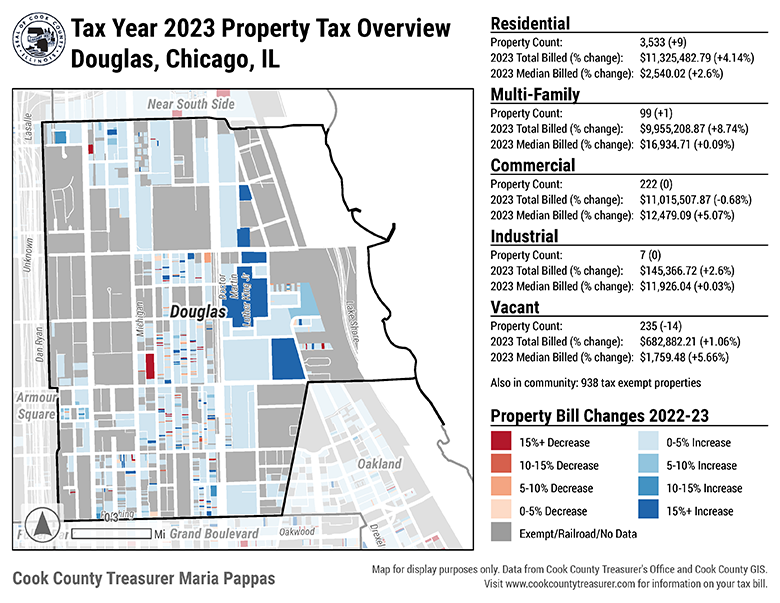 SEAL OF COOK COUNTY
ILLINOIS
Tax Year 2023 Property Tax Overview
Douglas, Chicago, IL
Near South Side
Lasalle
Unknown
Dan Ryan
Michigan
Pastor
Martin
Luther King Jr
Douglas
Lake Shore
Armour
Square
Oakland
0.3
Mi
Grand Boulevard
Oakwood
Drexel
Residential
Property Count: 3,533 (+9)
2023 Total Billed (% change): $11,325,482.79 (+4.14%)
2023 Median Billed (% change): $2,540.02 (+2.6%)
Multi-Family
Property Count: 99 (+1)
2023 Total Billed (% change): $9,955,208.87 (+8.74%)
2023 Median Billed (% change): $16,934.71 (+0.09%)
Commercial
Property Count: 222 (0)
2023 Total Billed (% change): $11,015,507.87 (-0.68%)
2023 Median Billed (% change): $12,479.09 (+5.07%)
Industrial
Property Count: 7 (0)
2023 Total Billed (% change): $145,366.72 (+2.6%)
2023 Median Billed (% change): $11,926.04 (+0.03%)
Vacant
Property Count: 235 (-14)
2023 Total Billed (% change): $682,882.21 (+1.06%)
2023 Median Billed (% change): $1,759.48 (+5.66%)
Also in community: 938 tax exempt properties
Property Bill Changes 2022-23
15%+ Decrease
10-15% Decrease
5-10% Decrease
0-5% Decrease
Exempt/Railroad/No Data
0-5% Increase
5-10% Increase
10-15% Increase
15%+ Increase
Cook County Treasurer Maria Pappas
Map for display purposes only. Data from Cook County Treasurer's Office and Cook County GIS.
Visit www.cookcountytreasurer.com for information on your tax bill.